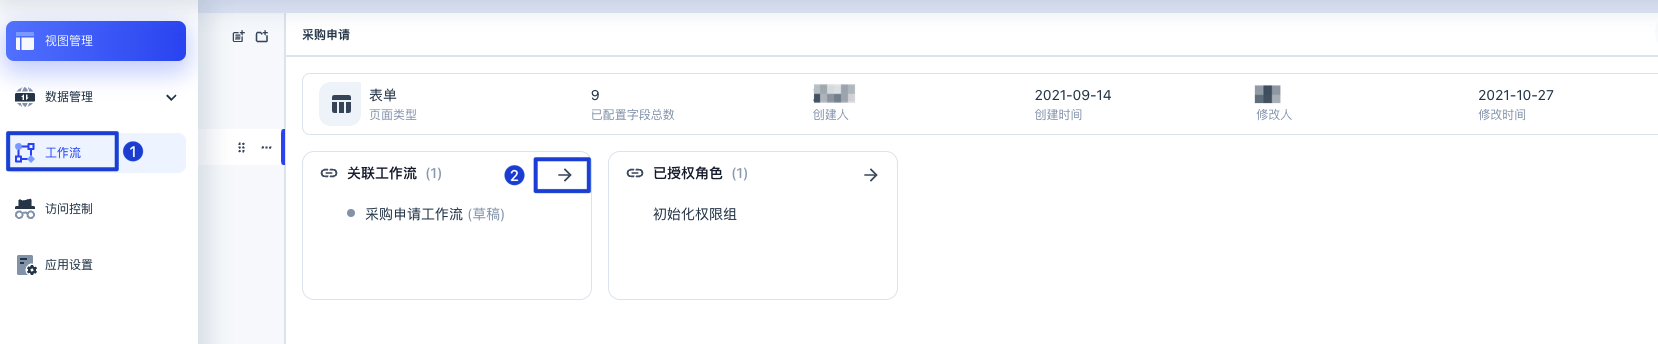 视图管理
数据管理
工作流
1
访问控制
应用设置
采购申请
表单
页面类型
9
已配置字段总数
创建人
2021-09-14
创建时间
修改人
2021-10-27
修改时间
关联工作流 (1)
2
采购申请工作流 (草稿)
已授权角色 (1)
初始化权限组